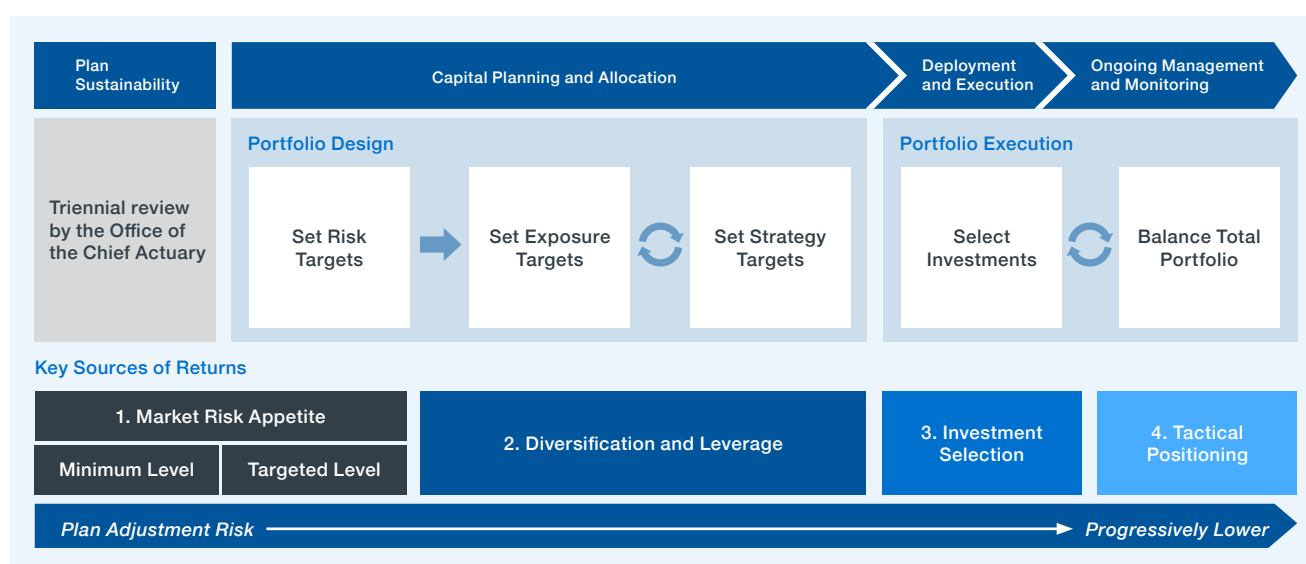 Plan
Sustainability
Capital Planning and Allocation
Deployment
and Execution
Ongoing Management
and Monitoring
Triennial review
by the Office of
the Chief Actuary
Portfolio Design
Set Risk
Targets
Set Exposure
Targets
Set Strategy
Targets
Portfolio Execution
Select
Investments
Balance Total
Portfolio
Key Sources of Returns
1. Market Risk Appetite
Minimum Level
Targeted Level
2. Diversification and Leverage
3. Investment
Selection
4. Tactical
Positioning
Plan Adjustment Risk
Progressively Lower